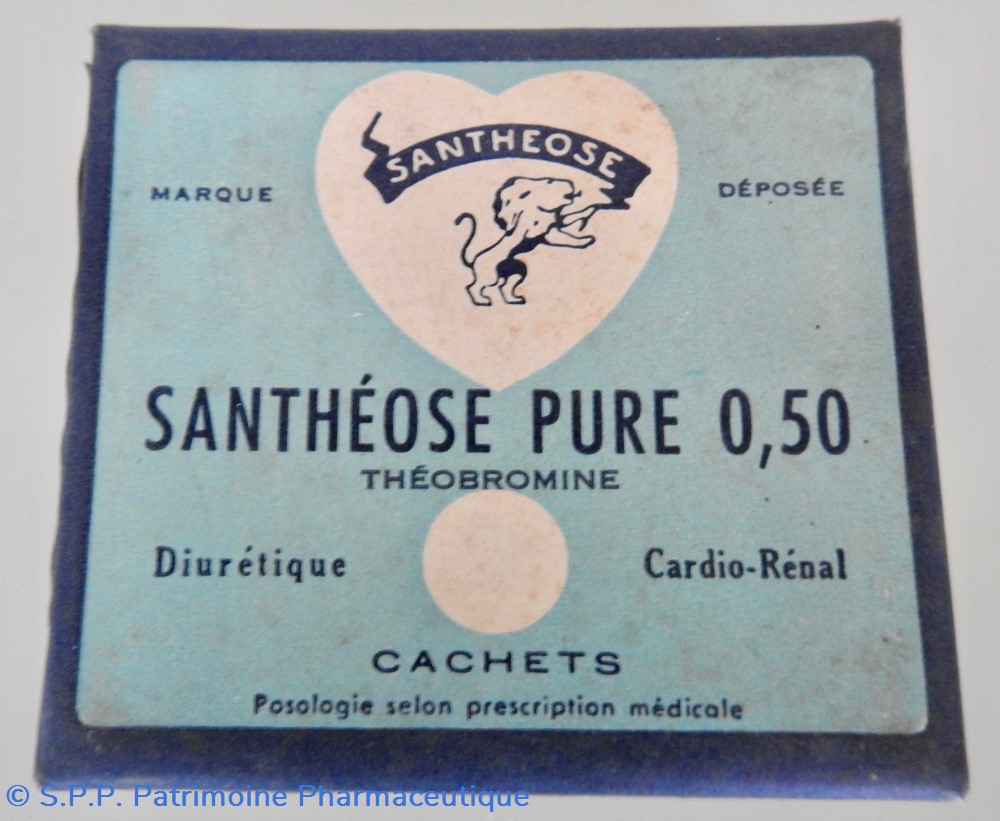 SANTHEOSE
MARQUE DÉPOSÉE
SANTHÉOSE PURE 0,50
THÉOBROMINE
Diurétique Cardio-Rénal
CACHETS
Posologie selon prescription médicale
© S.P.P. Patrimoine Pharmaceutique